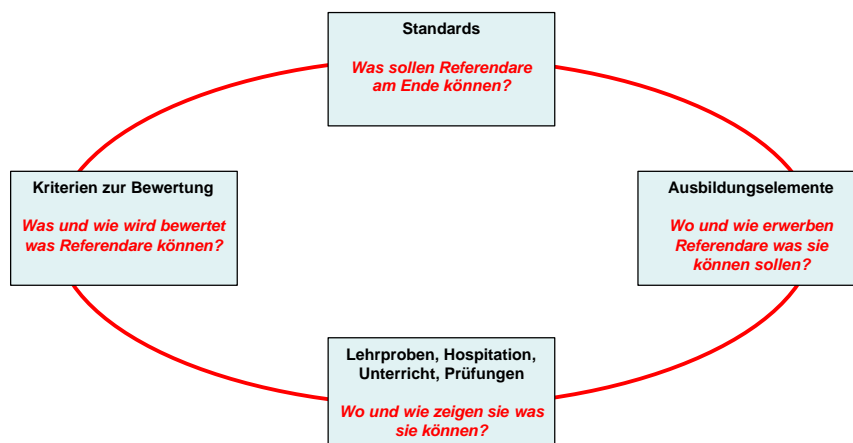 Standards
Was sollen Referendare
am Ende können?
Kriterien zur Bewertung
Was und wie wird bewertet
was Referendare können?
Ausbildungselemente
Wo und wie erwerben
Referendare was sie
können sollen?
Lehrproben, Hospitation,
Unterricht, Prüfungen
Wo und wie zeigen sie was
sie können?